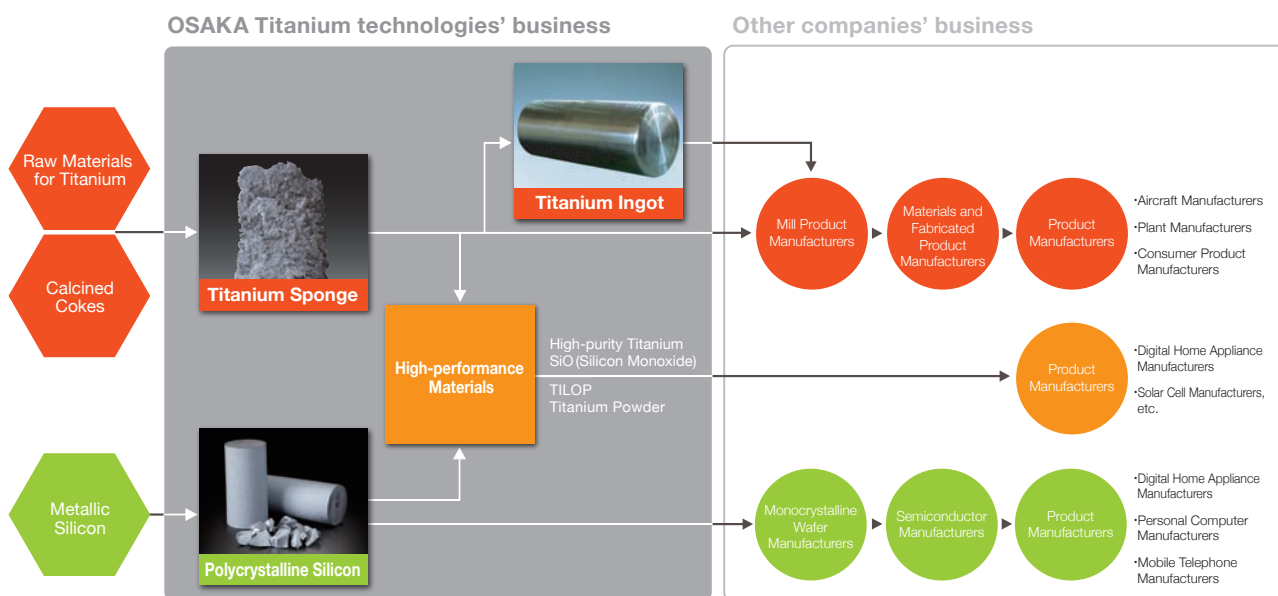 OSAKA Titanium technologies' business
Other companies' business
Raw Materials
for Titanium
Calcined
Cokes
Titanium Sponge
Titanium Ingot
Mill Product
Manufacturers
Materials and
Fabricated
Product
Manufacturers
Product
Manufacturers
·Aircraft Manufacturers
·Plant Manufacturers
·Consumer Product
Manufacturers
High-performance
Materials
High-purity Titanium
SiO(Silicon Monoxide)
TILOP
Titanium Powder
Product
Manufacturers
·Digital Home Appliance
Manufacturers
·Solar Cell Manufacturers,
etc.
Metallic
Silicon
Polycrystalline Silicon
Monocrystalline
Wafer
Manufacturers
Semiconductor
Manufacturers
Product
Manufacturers
·Digital Home Appliance
Manufacturers
·Personal Computer
Manufacturers
·Mobile Telephone
Manufacturers